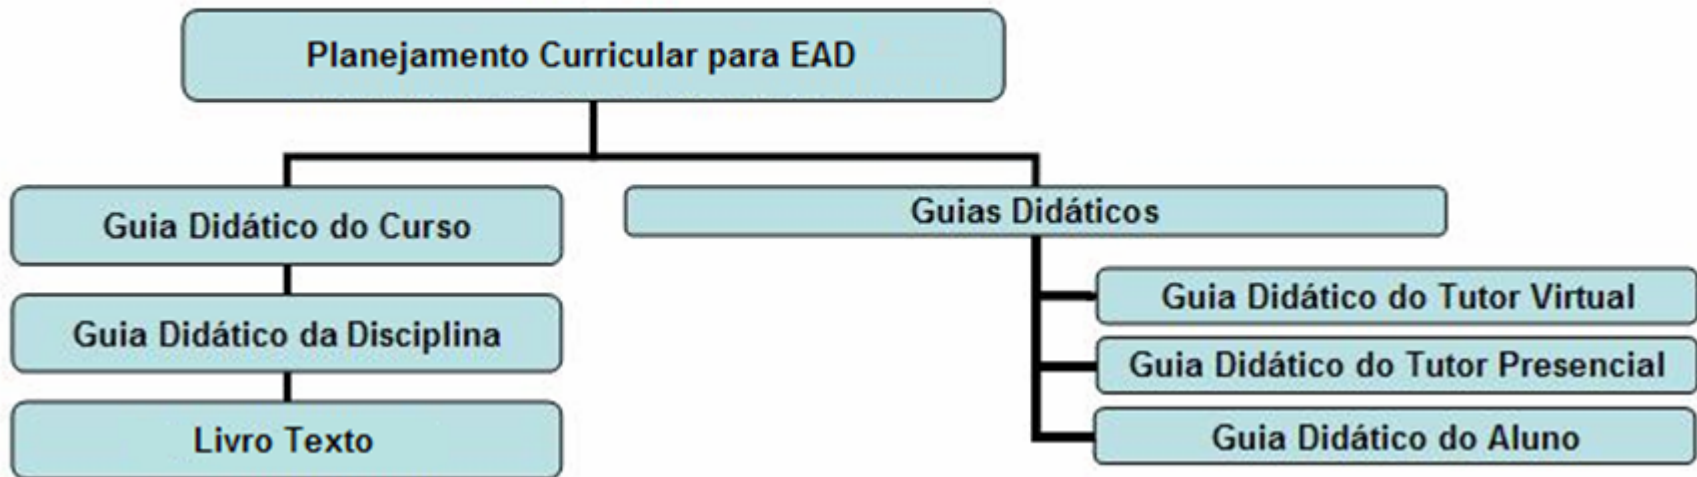 Planejamento Curricular para EAD
Guia Didático do Curso
Guia Didático da Disciplina
Livro Texto
Guias Didáticos
Guia Didático do Tutor Virtual
Guia Didático do Tutor Presencial
Guia Didático do Aluno